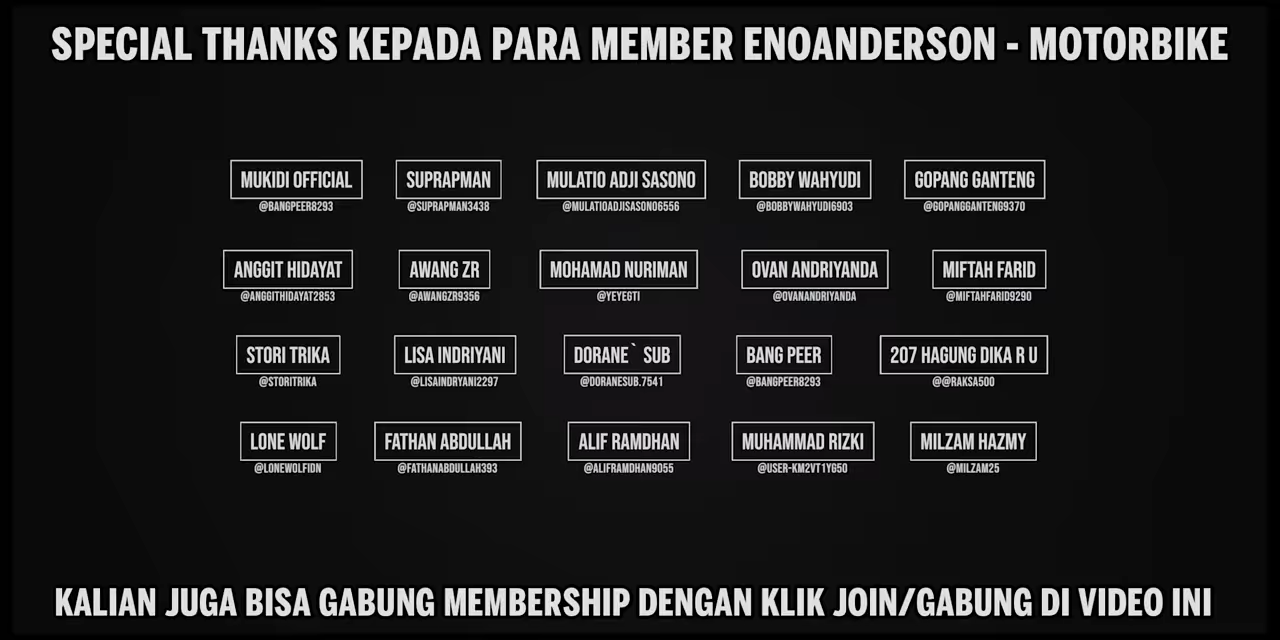 SPECIAL THANKS KEPADA PARA MEMBER ENOANDERSON - MOTORBIKE
MUKIDI OFFICIAL SUPRAPMAN MULATIO ADJI SASONO BOBBY WAHYUDI GOPANG GANTENG
@BANGPEER8293 @SUPRAPMAN3438 @MULATIOADJISASONO6556 @BOBBYWAHYUDI6903 @GOPANGGANTENG9370
ANGGIT HIDAYAT AWANG ZR MOHAMAD NURIMAN OVAN ANDRIYANDA MIFTAH FARID
@ANGGITHIDAYAT2853 @AWANGZR9356 @YEYEGTI @OVANANDRIYANDA @MIFTAHFARID9290
STORI TRIKA LISA INDRIYANI DORANE` SUB BANG PEER 207 HAGUNG DIKA R U
@STORITRIKA @LISAINDRYANI2297 @DORANESUB.7541 @BANGPEER8293 @@RAKSA500
LONE WOLF FATHAN ABDULLAH ALIF RAMDHAN MUHAMMAD RIZKI MILZAM HAZMY
@LONEWOLFIDN @FATHANABDULLAH393 @ALIFRAMDHAN9055 @USER-KM2VT1YG5O @MILZAM25
KALIAN JUGA BISA GABUNG MEMBERSHIP DENGAN KLIK JOIN/GABUNG DI VIDEO INI